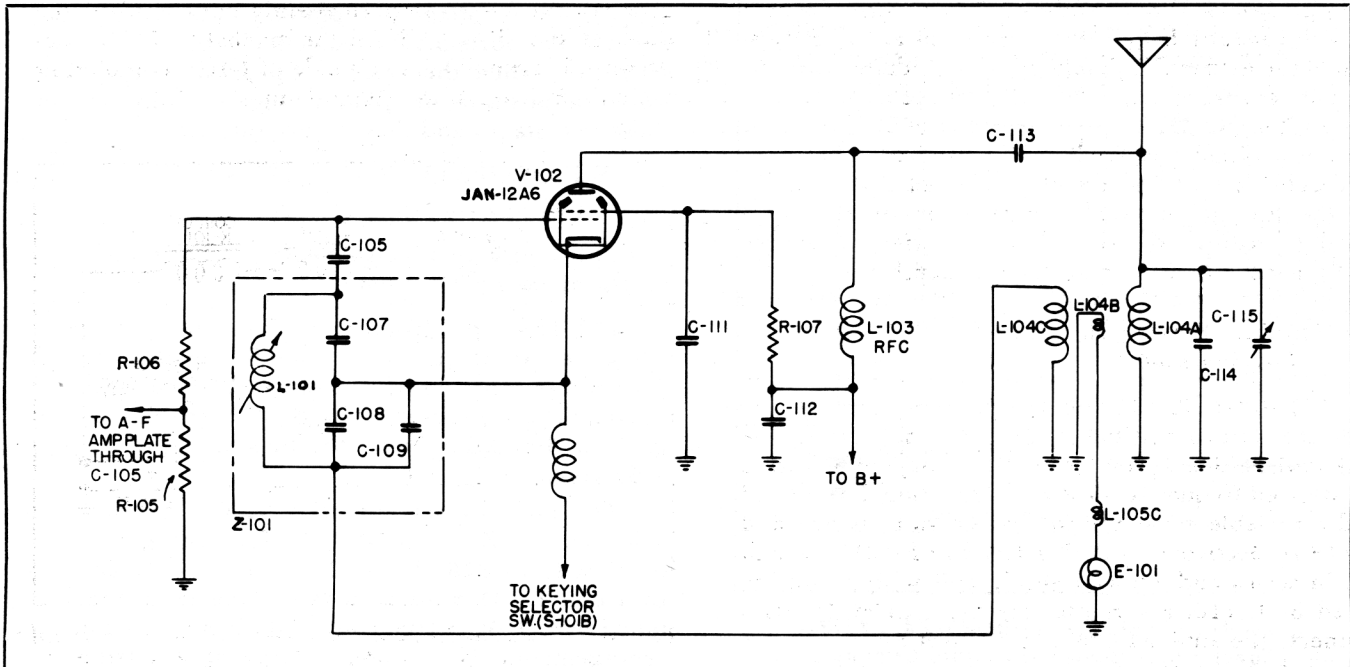 C-113
V-102
JAN-12A6
C-105
C-107
L-101
R-106
C-108
C-109
TO A-F
AMP PLATE
THROUGH
C-105
R-105
Z-101
C-111
R-107
L-103
RFC
C-112
TO B+
TO KEYING
SELECTOR
SW.(S-101B)
L-104C
L-104B
L-104A
C-115
C-114
L-105C
E-101